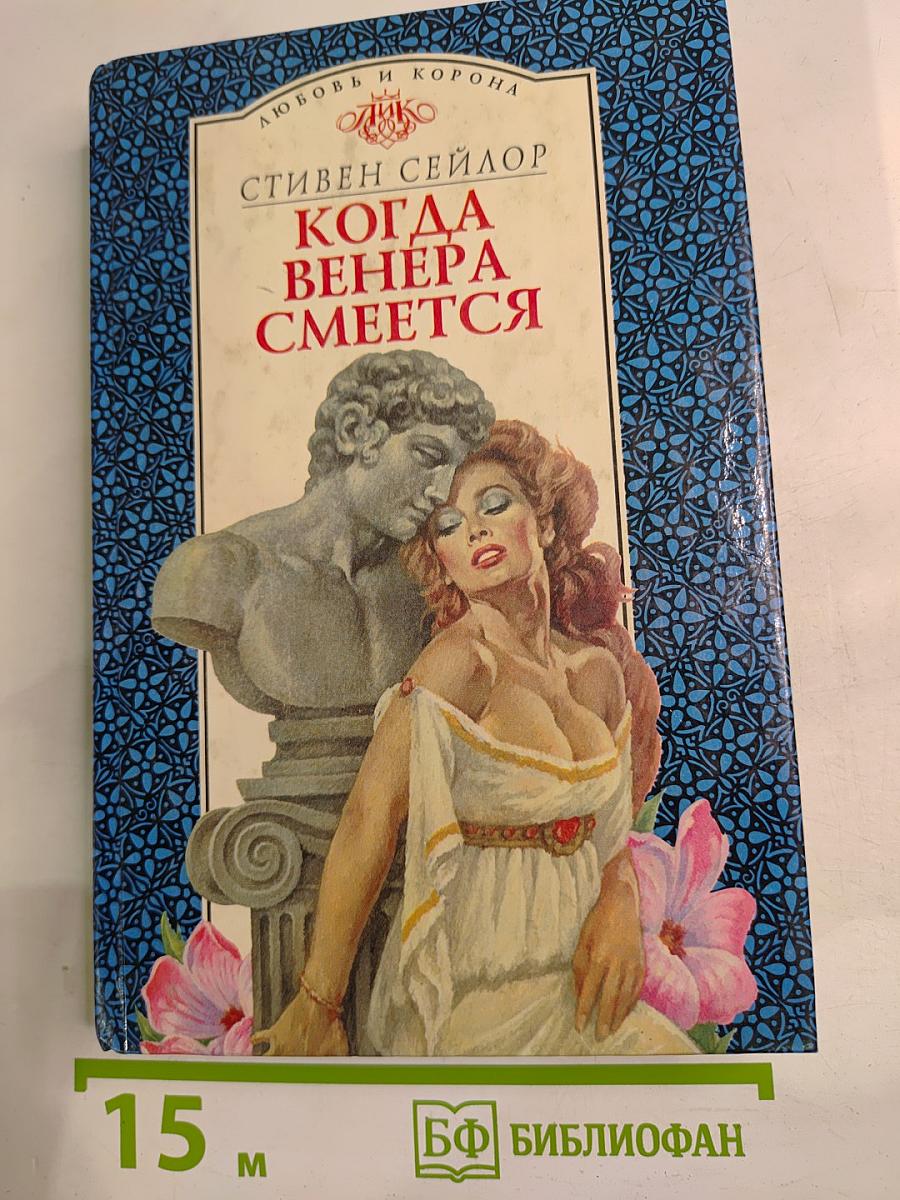 ЛЮБОВЬ И КОРОНА
ЛИК
СТИВЕН СЕЙЛОР
КОГДА
ВЕНЕРА
СМЕЕТСЯ
15 м
БФ БИБЛИОФАН